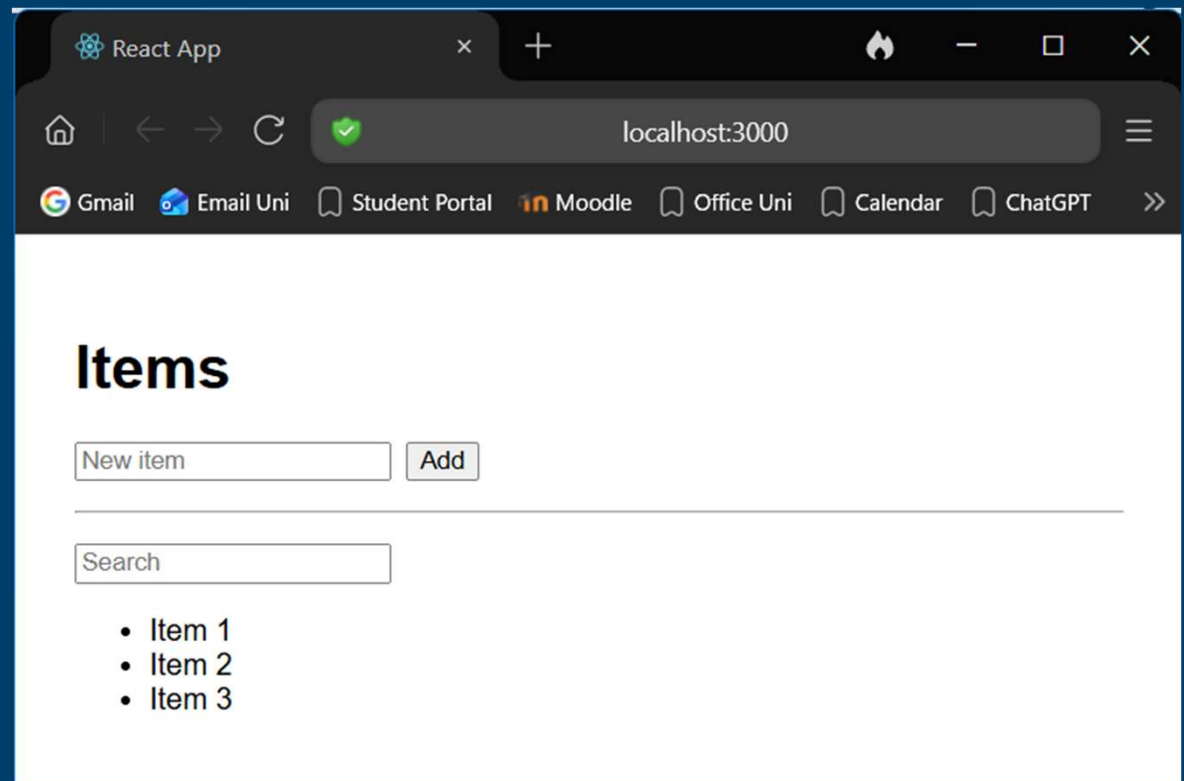 React App
localhost:3000
Gmail Email Uni Student Portal Moodle Office Uni Calendar ChatGPT
Items
New item Add
Search
Item 1
Item 2
Item 3